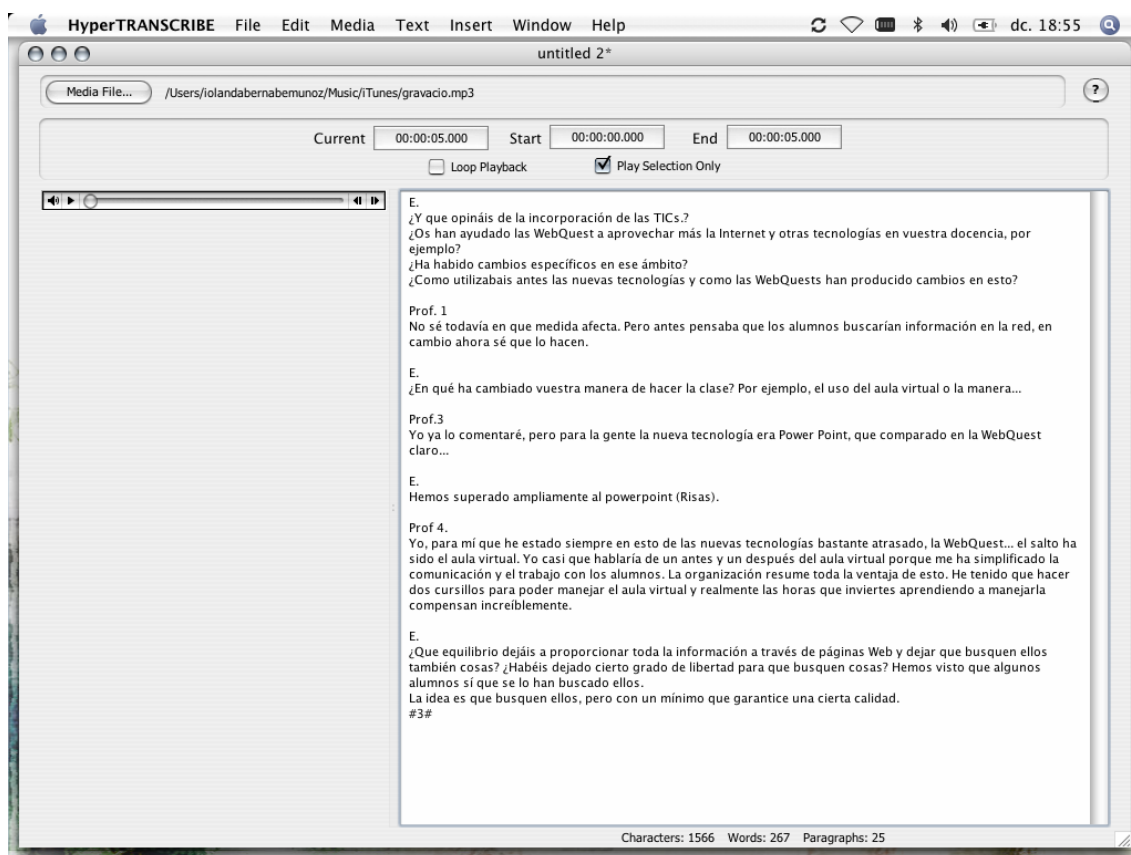 HyperTRANSCRIBE File Edit Media Text Insert Window Help dc. 18:55
untitled 2*
Media File... /Users/iolandabernabemunoz/Music/iTunes/gravacio.mp3 ?
Current 00:00:05.000 Start 00:00:00.000 End 00:00:05.000
Loop Playback Play Selection Only
E.
¿Y que opináis de la incorporación de las TICs.?
¿Os han ayudado las WebQuest a aprovechar más la Internet y otras tecnologías en vuestra docencia, por
ejemplo?
¿Ha habido cambios específicos en ese ámbito?
¿Como utilizabais antes las nuevas tecnologías y como las WebQuests han producido cambios en esto?
Prof. 1
No sé todavía en que medida afecta. Pero antes pensaba que los alumnos buscarían información en la red, en
cambio ahora sé que lo hacen.
E.
¿En qué ha cambiado vuestra manera de hacer la clase? Por ejemplo, el uso del aula virtual o la manera...
Prof.3
Yo ya lo comentaré, pero para la gente la nueva tecnología era Power Point, que comparado en la WebQuest
claro...
E.
Hemos superado ampliamente al powerpoint (Risas).
Prof 4.
Yo, para mí que he estado siempre en esto de las nuevas tecnologías bastante atrasado, la WebQuest... el salto ha
sido el aula virtual. Yo casi que hablaría de un antes y un después del aula virtual porque me ha simplificado la
comunicación y el trabajo con los alumnos. La organización resume toda la ventaja de esto. He tenido que hacer
dos cursillos para poder manejar el aula virtual y realmente las horas que inviertes aprendiendo a manejarla
compensan increíblemente.
E.
¿Que equilibrio dejáis a proporcionar toda la información a través de páginas Web y dejar que busquen ellos
también cosas? ¿Habéis dejado cierto grado de libertad para que busquen cosas? Hemos visto que algunos
alumnos sí que se lo han buscado ellos.
La idea es que busquen ellos, pero con un mínimo que garantice una cierta calidad.
#3#
Characters: 1566 Words: 267 Paragraphs: 25